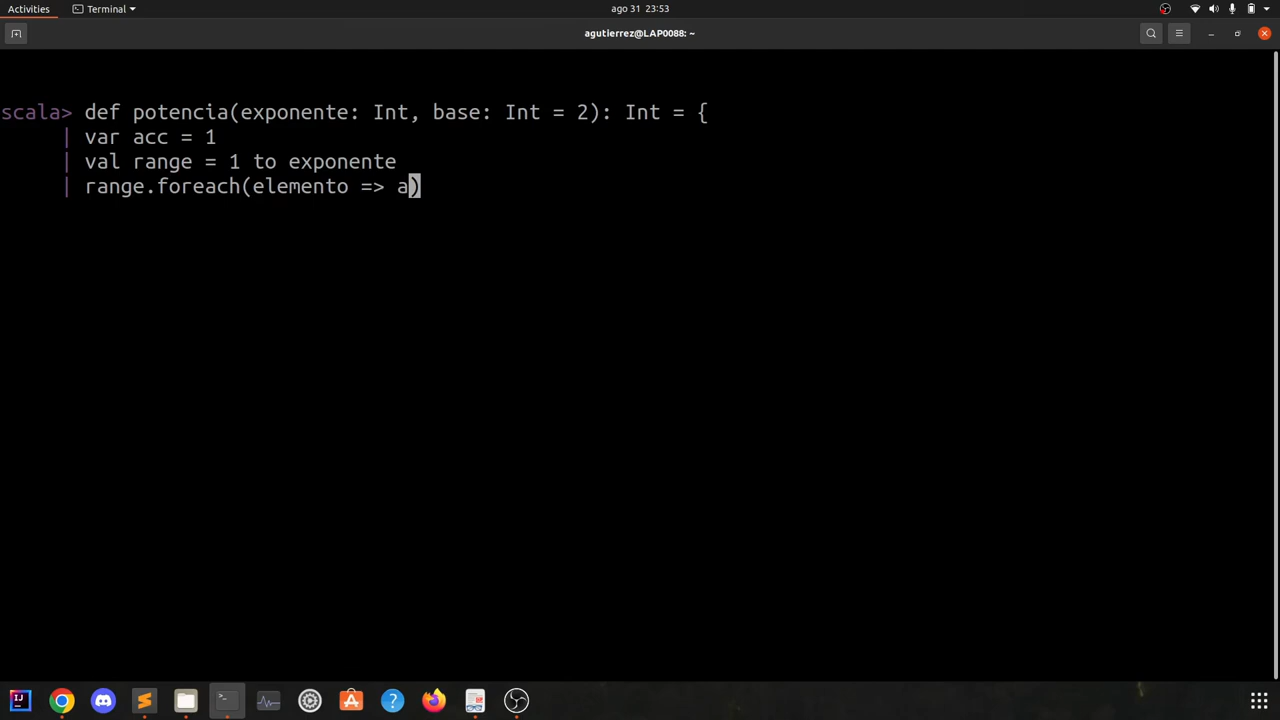 Activities
Terminal
ago 31 23:53
agutierrez@LAP0088: ~
scala> def potencia(exponente: Int, base: Int = 2): Int = {
| var acc = 1
| val range = 1 to exponente
| range.foreach(elemento => a)